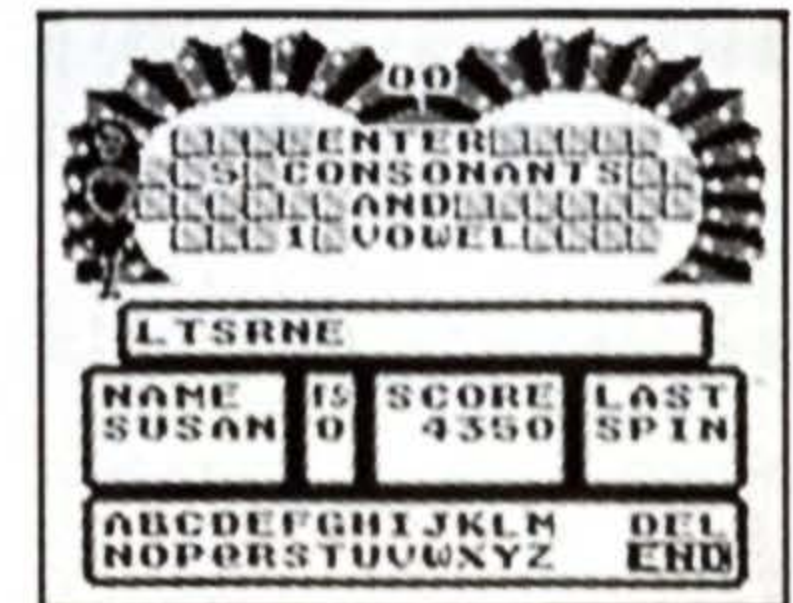 00
ENTER
5 CONSONANTS
AND
1 VOWEL
LTSRNE
NAME FS SCORE LAST
SUSAN 0 4350 SPIN
ABCDEFGHIJKLM DEL
NOPQRSTUVWXYZ END